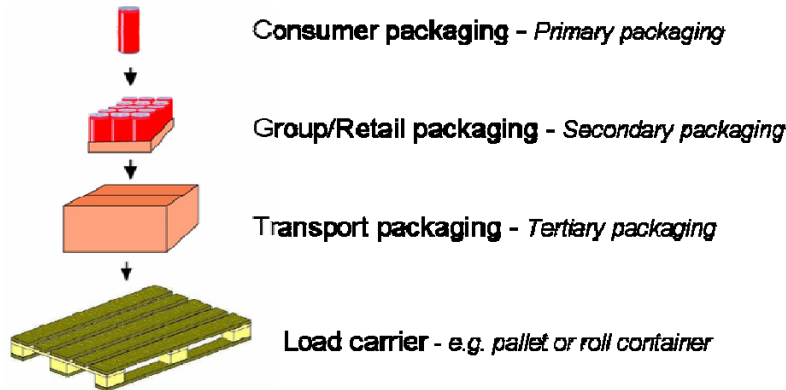 Consumer packaging - Primary packaging
Group/Retail packaging - Secondary packaging
Transport packaging - Tertiary packaging
Load carrier - e.g. pallet or roll container